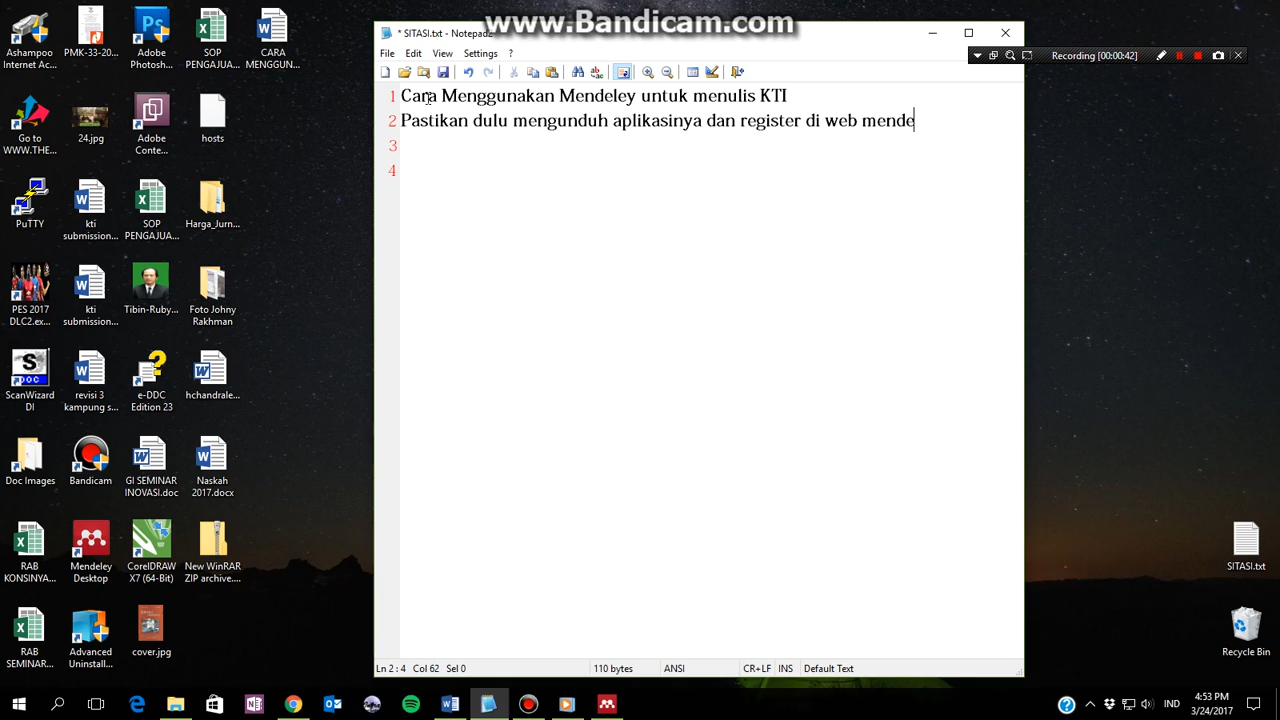 www.Bandicam.com
* SITASI.txt - Notepad2
Recording [00:00:42]
File Edit View Settings ?
1 Cara Menggunakan Mendeley untuk menulis KTI
2 Pastikan dulu mengunduh aplikasinya dan register di web mende
3
4
Ashampoo Internet Ac...
PMK-33-20...
Adobe Photosh...
SOP PENGAJUA...
CARA MENGGUN...
Go to WWW.THE...
24.jpg
Adobe Conte...
hosts
PuTTY
kti submission...
SOP PENGAJUA...
Harga_Jurn...
PES 2017 DLC2.ex...
kti submission...
Tibin-Ruby...
Foto Johny Rahman
ScanWizard DI
revisi 3 kampung s...
e-DDC Edition 23
hchandrale...
Doc Images
Bandicam
GI SEMINAR INOVASI.doc
Naskah 2017.docx
RAB KONSINYA...
Mendeley Desktop
CorelDRAW X7 (64-Bit)
New WinRAR ZIP archive....
RAB SEMINAR...
Advanced Uninstall...
cover.jpg
SITASI.txt
Recycle Bin
Ln 2 : 4 Col 62 Sel 0 110 bytes ANSI CR+LF INS Default Text
IND
4:53 PM
3/24/2017